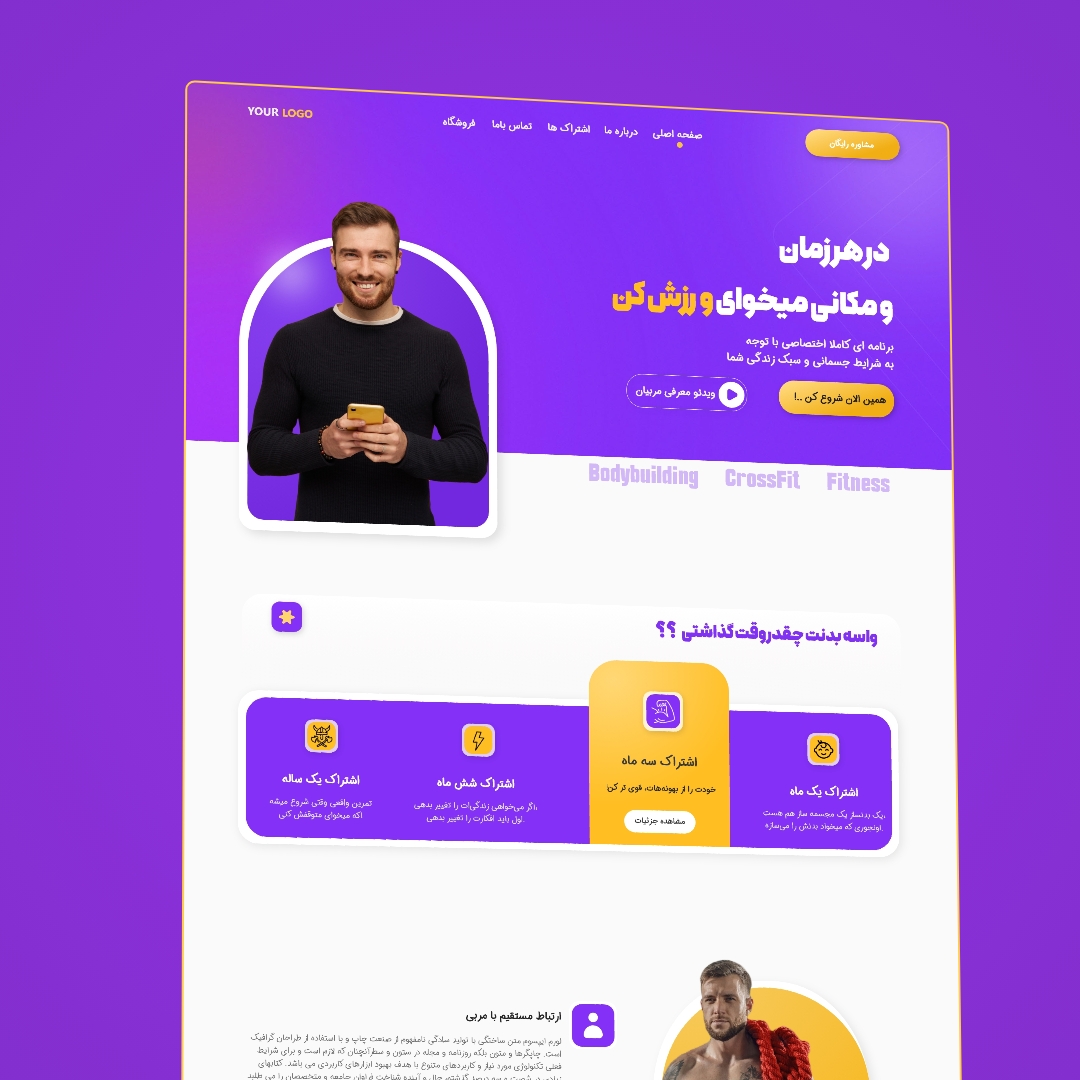 YOUR LOGO
صفحه اصلی
درباره ما
اشتراک ها
تماس باما
فروشگاه
مشاوره رایگان
در هر زمان
و مکانی میخوای و رزش کن
برنامه ای کاملا اختصاصی با توجه
به شرایط جسمانی و سبک زندگی شما
همین الان شروع کن ..!
ویدئو معرفی مربیان
Bodybuilding CrossFit Fitness
واسه بدنت چقدر وقت گذاشتی ؟؟
اشتراک یک ماه
یک بدنساز یک مجسمه ساز هم هست،
اونجوری که میخواد بدنش را می‌سازه.
اشتراک سه ماه
خودت را از بهونه‌هات، قوی تر کن
مشاهده جزئیات
اشتراک شش ماه
اگر می‌خواهی زندگی‌ات را تغییر بدهی،
اول باید افکارت را تغییر بدهی.
اشتراک یک ساله
تمرین واقعی وقتی شروع میشه
که میخوای متوقفش کنی
ارتباط مستقیم با مربی
لورم ایپسوم متن ساختگی با تولید سادگی نامفهوم از صنعت چاپ و با استفاده از طراحان گرافیک
است. چاپگرها و متون بلکه روزنامه و مجله در ستون و سطرآنچنان که لازم است و برای شرایط
فعلی تکنولوژی مورد نیاز و کاربردهای متنوع با هدف بهبود ابزارهای کاربردی می باشد. کتابهای